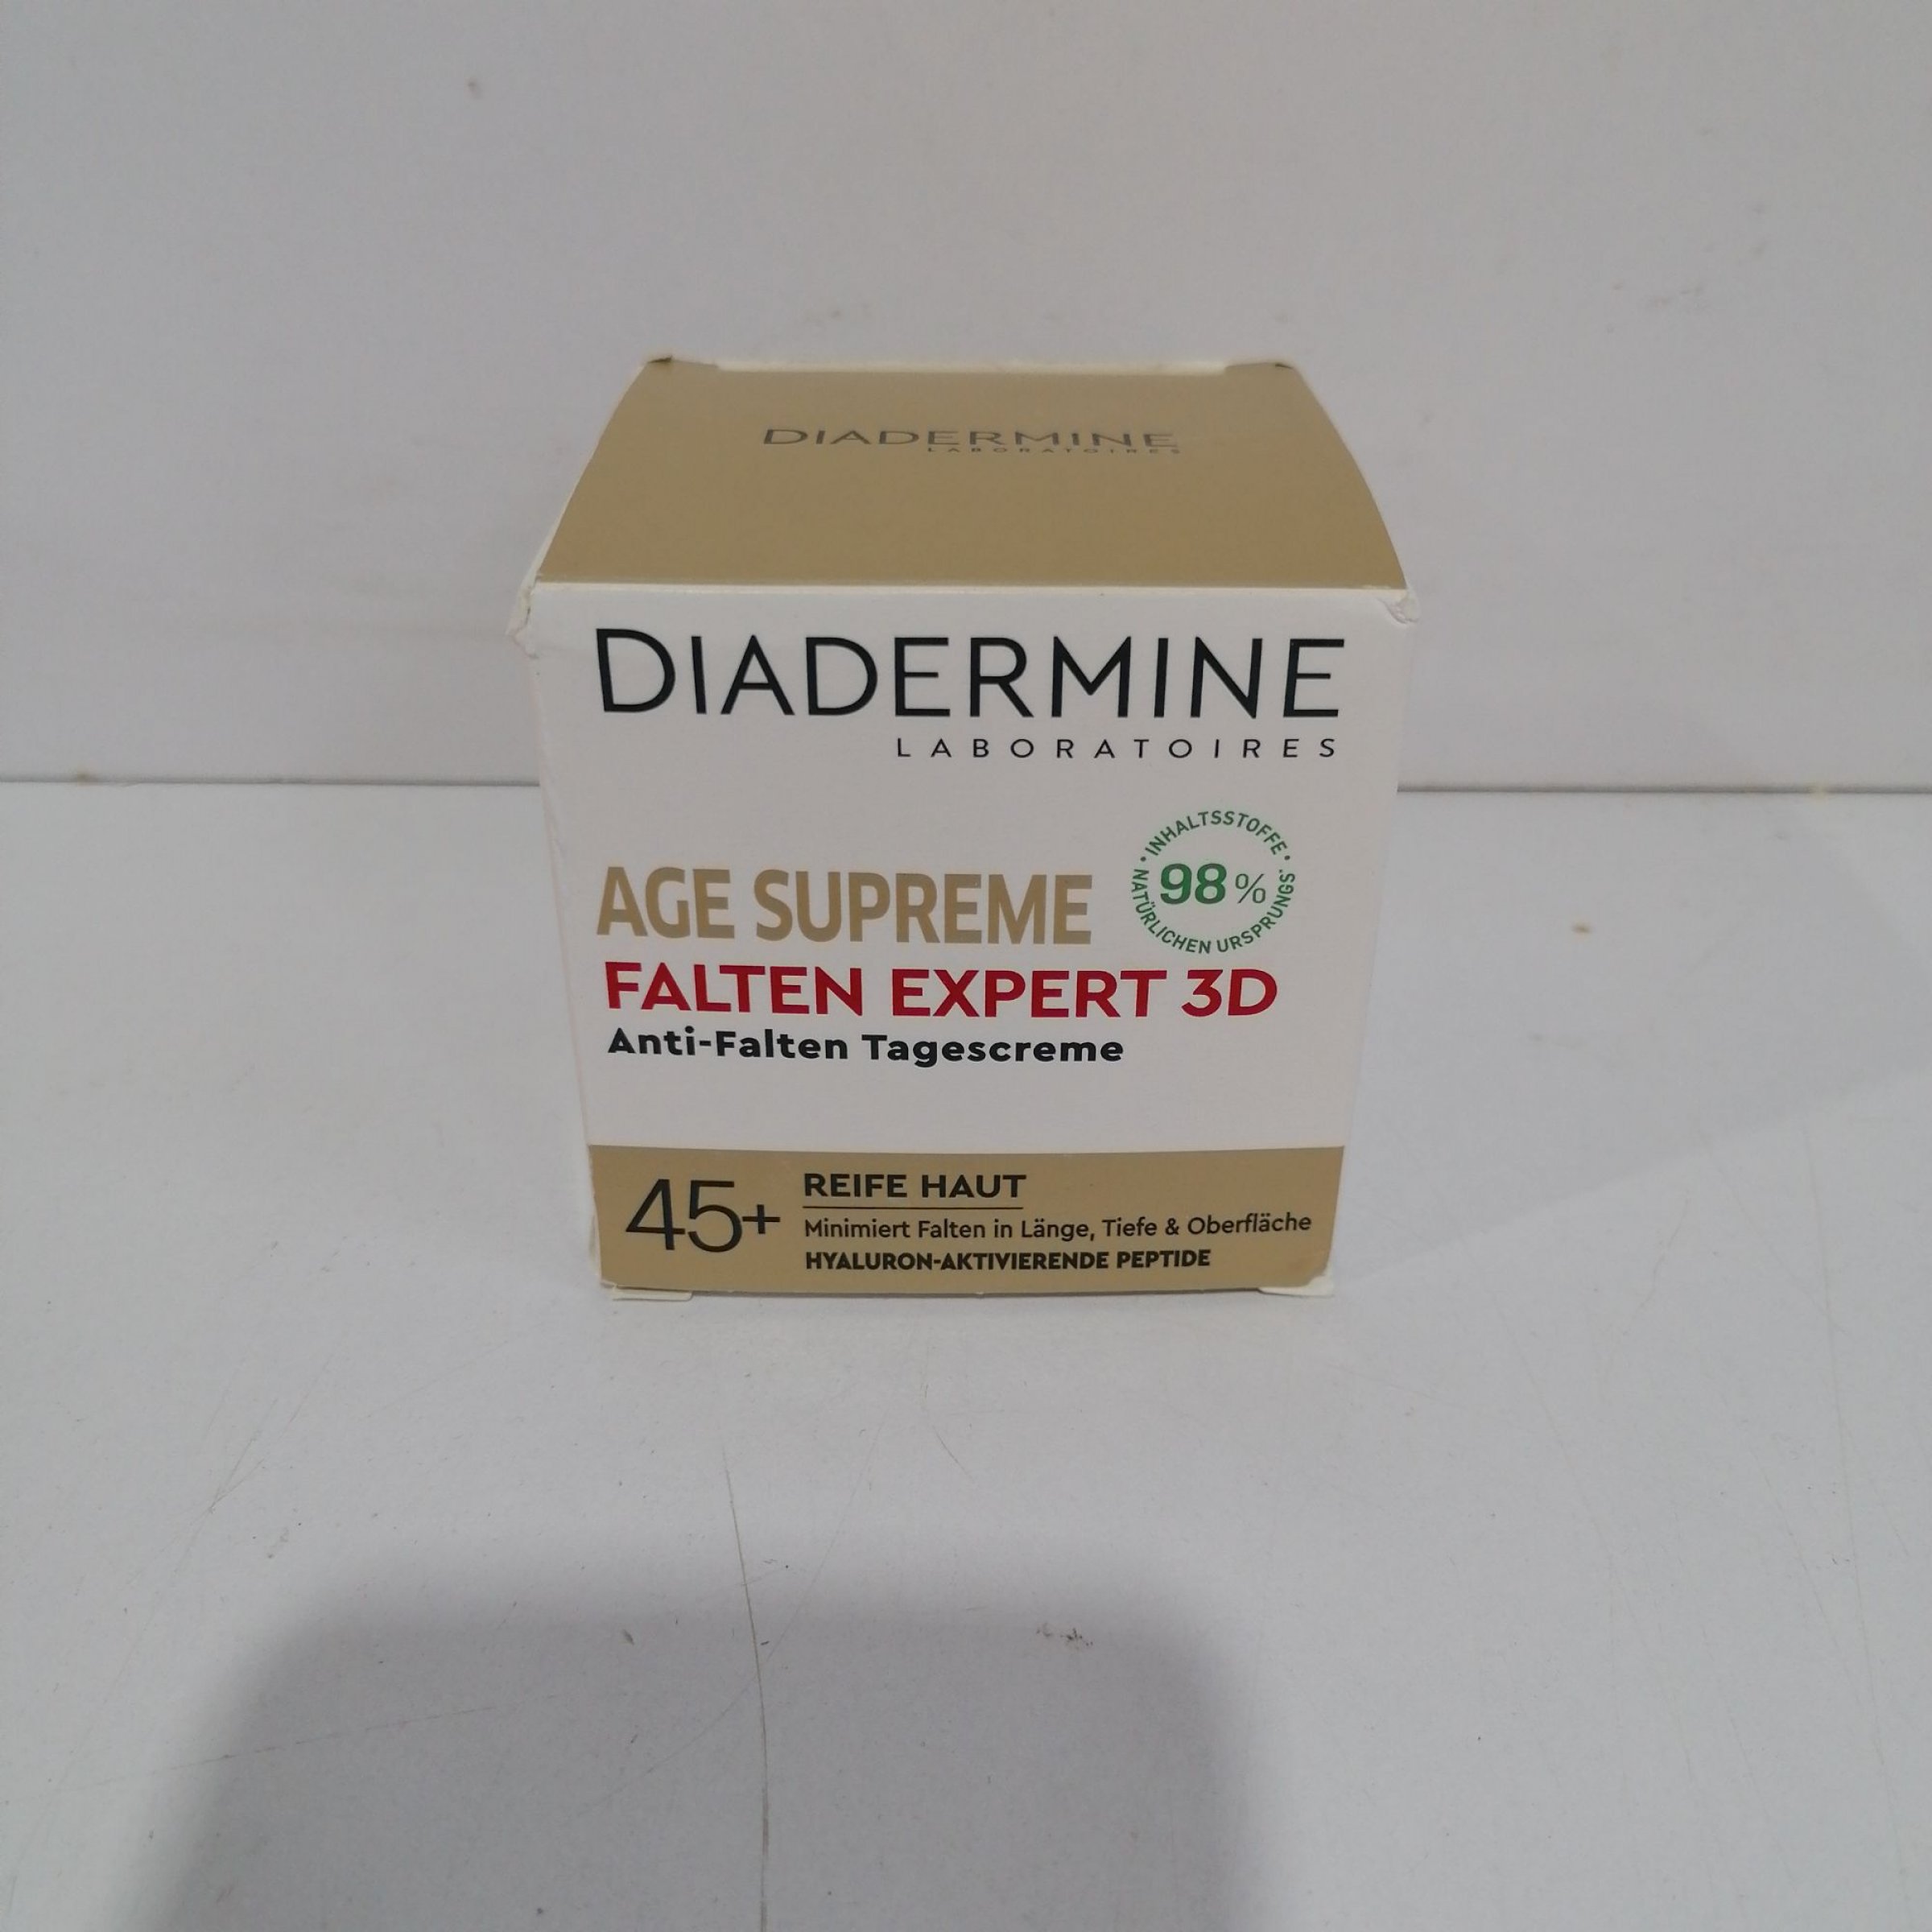 DIADERMINE
LABORATOIRES
DIADERMINE
LABORATOIRES
• INHALTSSTOFFE •
98%
NATÜRLICHEN URSPRUNGS*
AGE SUPREME
FALTEN EXPERT 3D
Anti-Falten Tagescreme
45+
REIFE HAUT
Minimiert Falten in Länge, Tiefe & Oberfläche
HYALURON-AKTIVIERENDE PEPTIDE